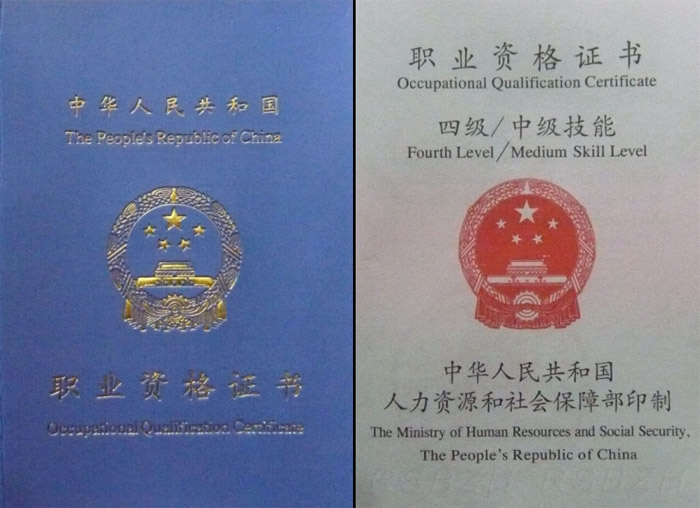 中华人民共和国
The People's Republic of China
职业资格证书
Occupational Qualification Certificate
职业资格证书
Occupational Qualification Certificate
四级/中级技能
Fourth Level/Medium Skill Level
中华人民共和国
人力资源和社会保障部印制
The Ministry of Human Resources and Social Security,
The People's Republic of China